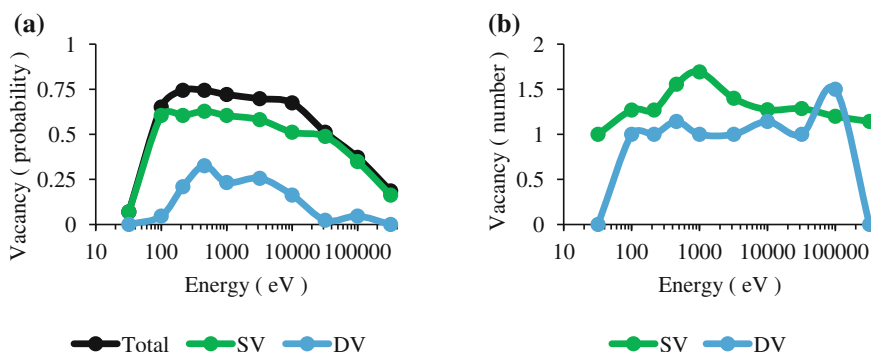 (a)
Vacancy ( probability )
1
0.75
0.5
0.25
0
10 100 1000 10000 100000
Energy ( eV )
Total SV DV
(b)
Vacancy ( number )
2
1.5
1
0.5
0
10 100 1000 10000 100000
Energy ( eV )
SV DV